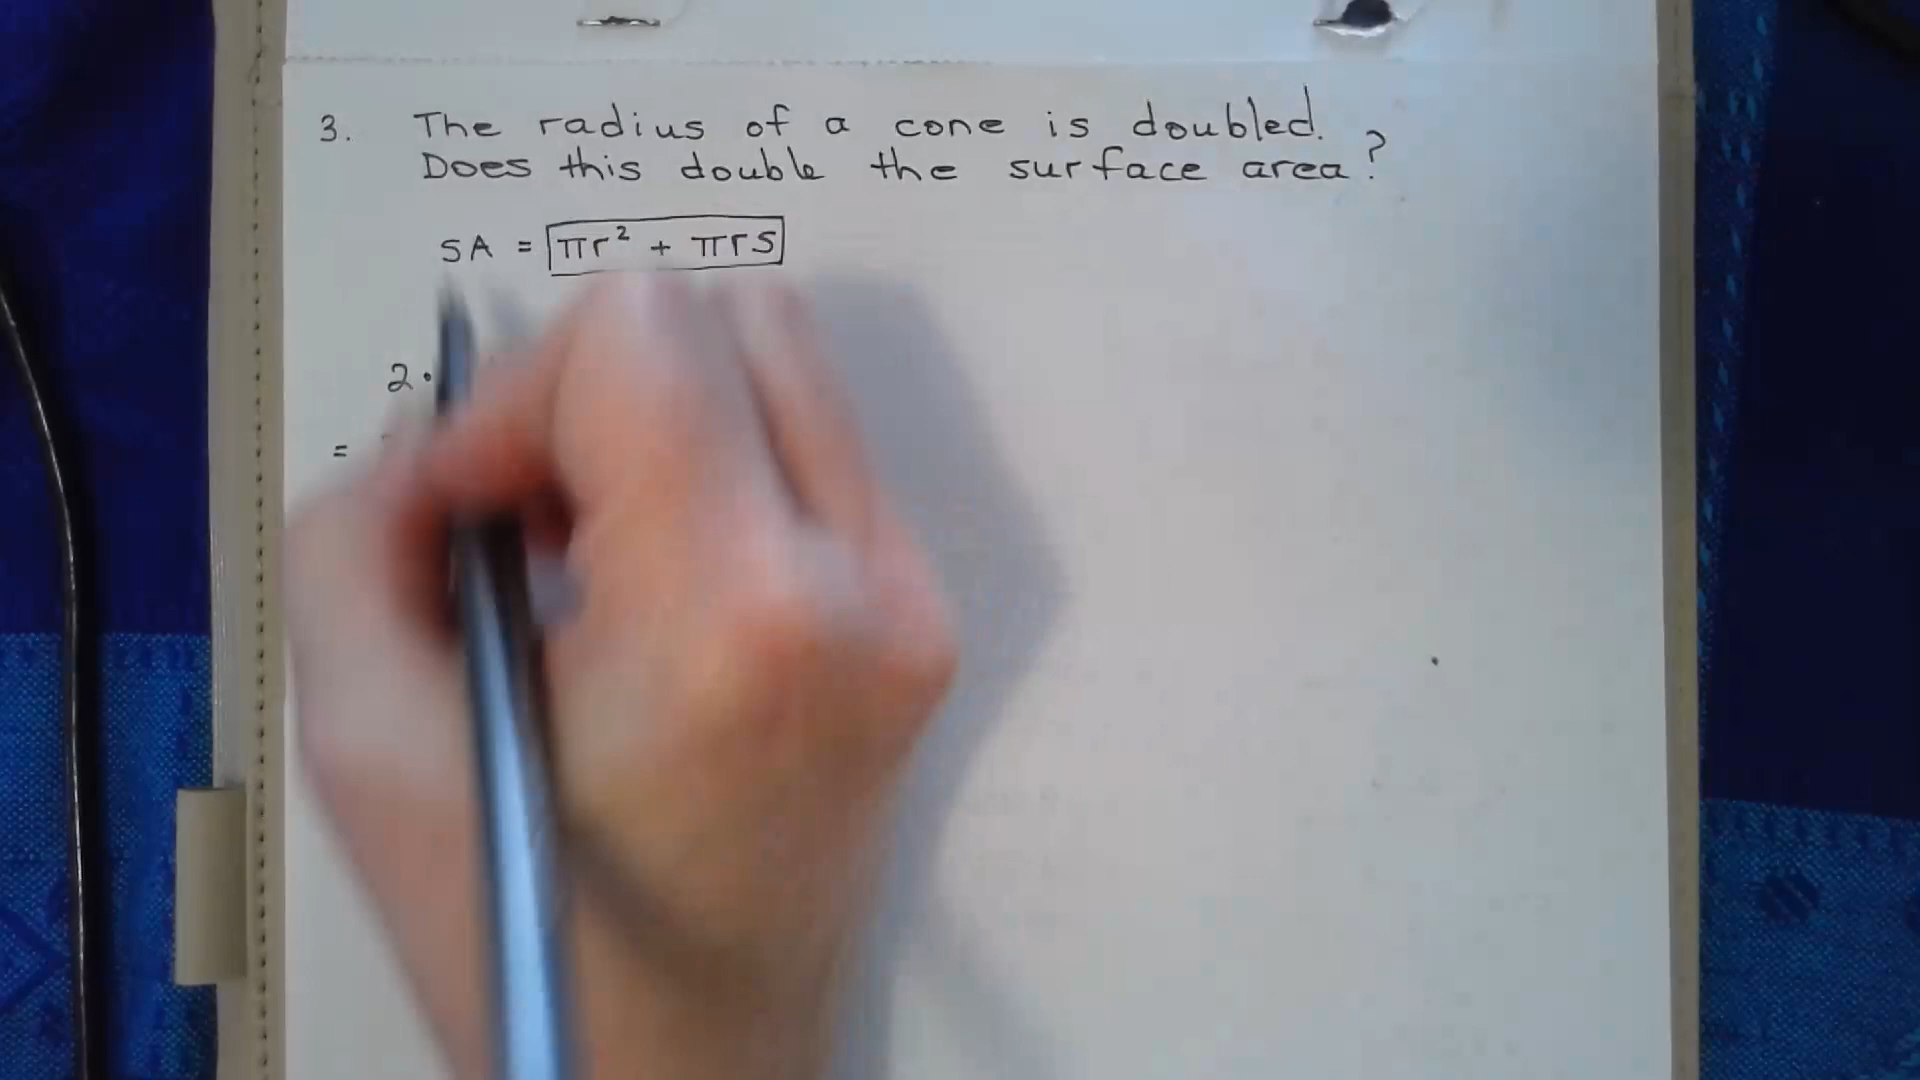 3. The radius of a cone is doubled.
Does this double the surface area?
SA = πr² + πrs
2 •
=